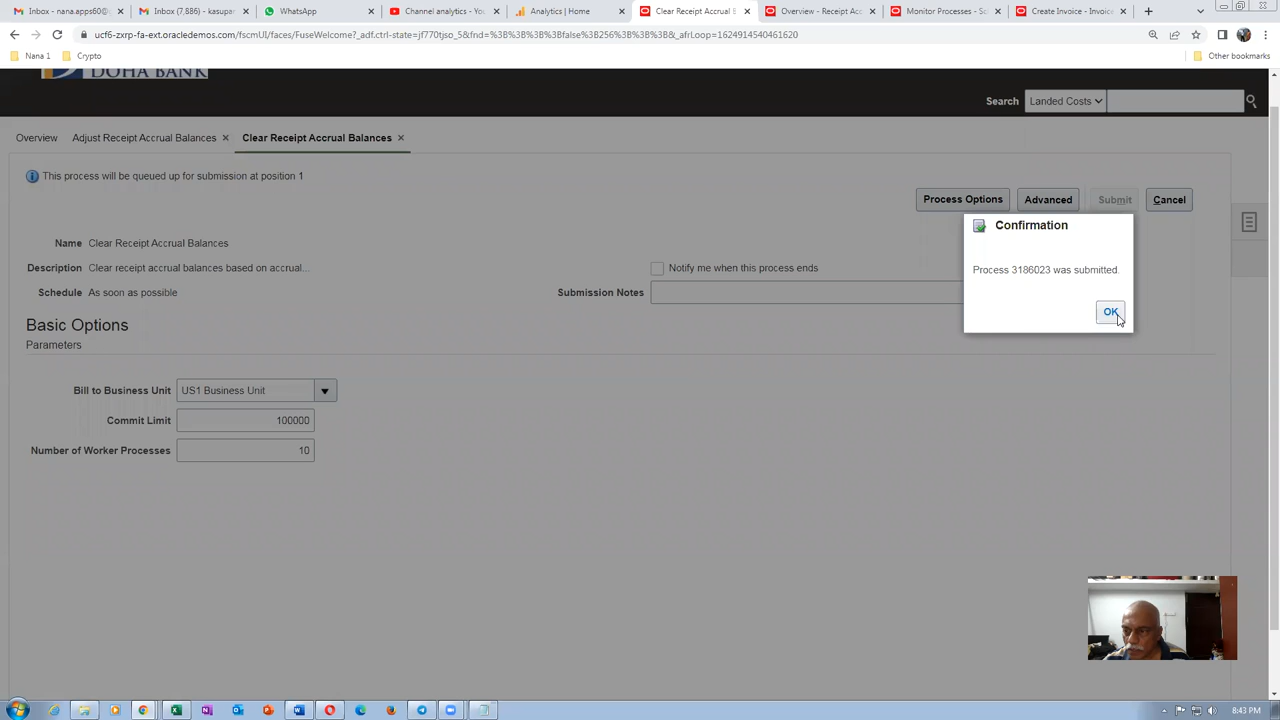 Inbox - nana.apps60@g
Inbox (7,886) - kasupar
WhatsApp
Channel analytics - You
Analytics | Home
Clear Receipt Accrual B
Overview - Receipt Acc
Monitor Processes - Sc
Create Invoice - Invoice
ucf6-zxrp-fa-ext.oracledemos.com/fscmUI/faces/FuseWelcome?_adf.ctrl-state=jf770tjso_5&fnd=%3B%3B%3B%3Bfalse%3B256%3B%3B%3B&_afrLoop=1624914540461620
Nana 1
Crypto
Other bookmarks
DOHA BANK
Search
Landed Costs
Overview
Adjust Receipt Accrual Balances
Clear Receipt Accrual Balances
This process will be queued up for submission at position 1
Process Options
Advanced
Submit
Cancel
Confirmation
Name Clear Receipt Accrual Balances
Description Clear receipt accrual balances based on accrual...
Notify me when this process ends
Process 3186023 was submitted.
Schedule As soon as possible
Submission Notes
OK
Basic Options
Parameters
Bill to Business Unit US1 Business Unit
Commit Limit 100000
Number of Worker Processes 10
8:43 PM